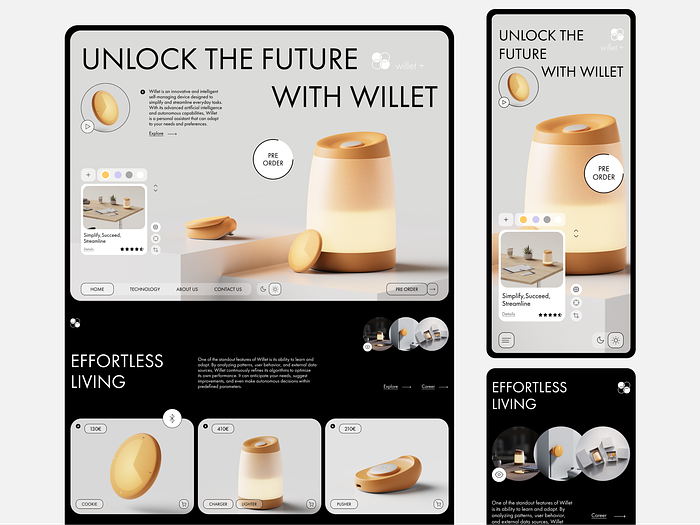 UNLOCK THE FUTURE
willet +
WITH WILLET
Willet is an innovative and intelligent
self-managing device designed to
simplify and streamline everyday tasks.
With its advanced artificial intelligence
and autonomous capabilities, Willet
is a personal assistant that can adapt
to your needs and preferences.
Explore
PRE
ORDER
+
Simplify,Succeed,
Streamline
Details
HOME
TECHNOLOGY
ABOUT US
CONTACT US
PRE ORDER
EFFORTLESS
LIVING
One of the standout features of Willet is its ability to learn and
adapt. By analyzing patterns, user behavior, and external data
sources, Willet continuously refines its algorithms to optimize
its own performance. It can anticipate your needs, suggest
improvements, and even make autonomous decisions within
predefined parameters.
Explore
Career
130€
COOKIE
410€
CHARGER
LIGHTER
210€
PUSHER
UNLOCK THE
FUTURE
willet +
WITH WILLET
PRE
ORDER
+
Simplify,Succeed,
Streamline
Details
EFFORTLESS
LIVING
One of the standout features of Willet
is its ability to learn and adapt. By
analyzing patterns, user behavior,
and external data sources, Willet
Career